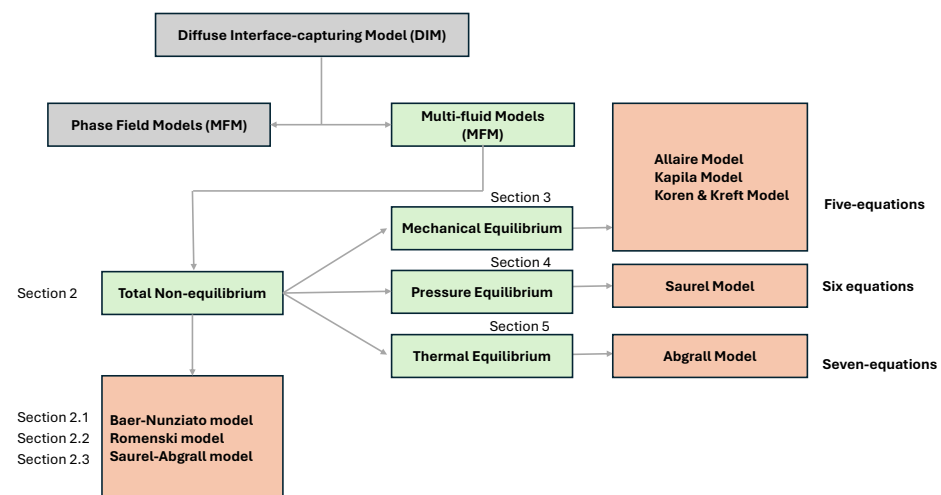 Diffuse Interface-capturing Model (DIM)
Phase Field Models (MFM)
Multi-fluid Models
(MFM)
Allaire Model
Kapila Model
Koren & Kreft Model
Five-equations
Section 3
Mechanical Equilibrium
Section 4
Section 2
Total Non-equilibrium
Pressure Equilibrium
Saurel Model
Six equations
Section 5
Thermal Equilibrium
Abgrall Model
Seven-equations
Section 2.1
Section 2.2
Section 2.3
Baer-Nunziato model
Romenski model
Saurel-Abgrall model